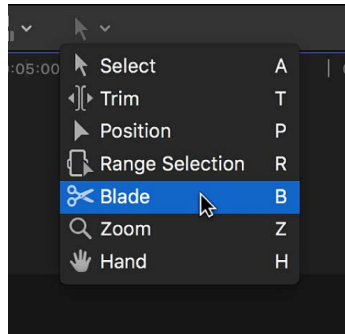 :05:00
Select A
Trim T
Position P
Range Selection R
Blade B
Zoom Z
Hand H